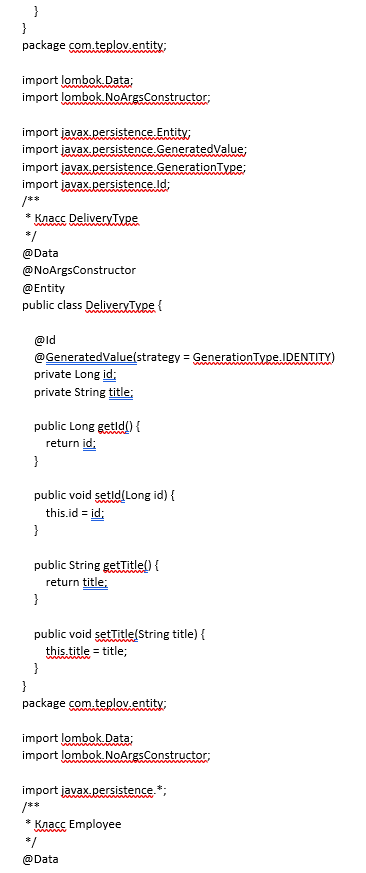 }
}
package com.teplov.entity;
import lombok.Data;
import lombok.NoArgsConstructor;
import javax.persistence.Entity;
import javax.persistence.GeneratedValue;
import javax.persistence.GenerationType;
import javax.persistence.Id;
/**
* Класс DeliveryType
*/
@Data
@NoArgsConstructor
@Entity
public class DeliveryType {
@Id
@GeneratedValue(strategy = GenerationType.IDENTITY)
private Long id;
private String title;
public Long getId() {
return id;
}
public void setId(Long id) {
this.id = id;
}
public String getTitle() {
return title;
}
public void setTitle(String title) {
this.title = title;
}
}
package com.teplov.entity;
import lombok.Data;
import lombok.NoArgsConstructor;
import javax.persistence.*;
/**
* Класс Employee
*/
@Data